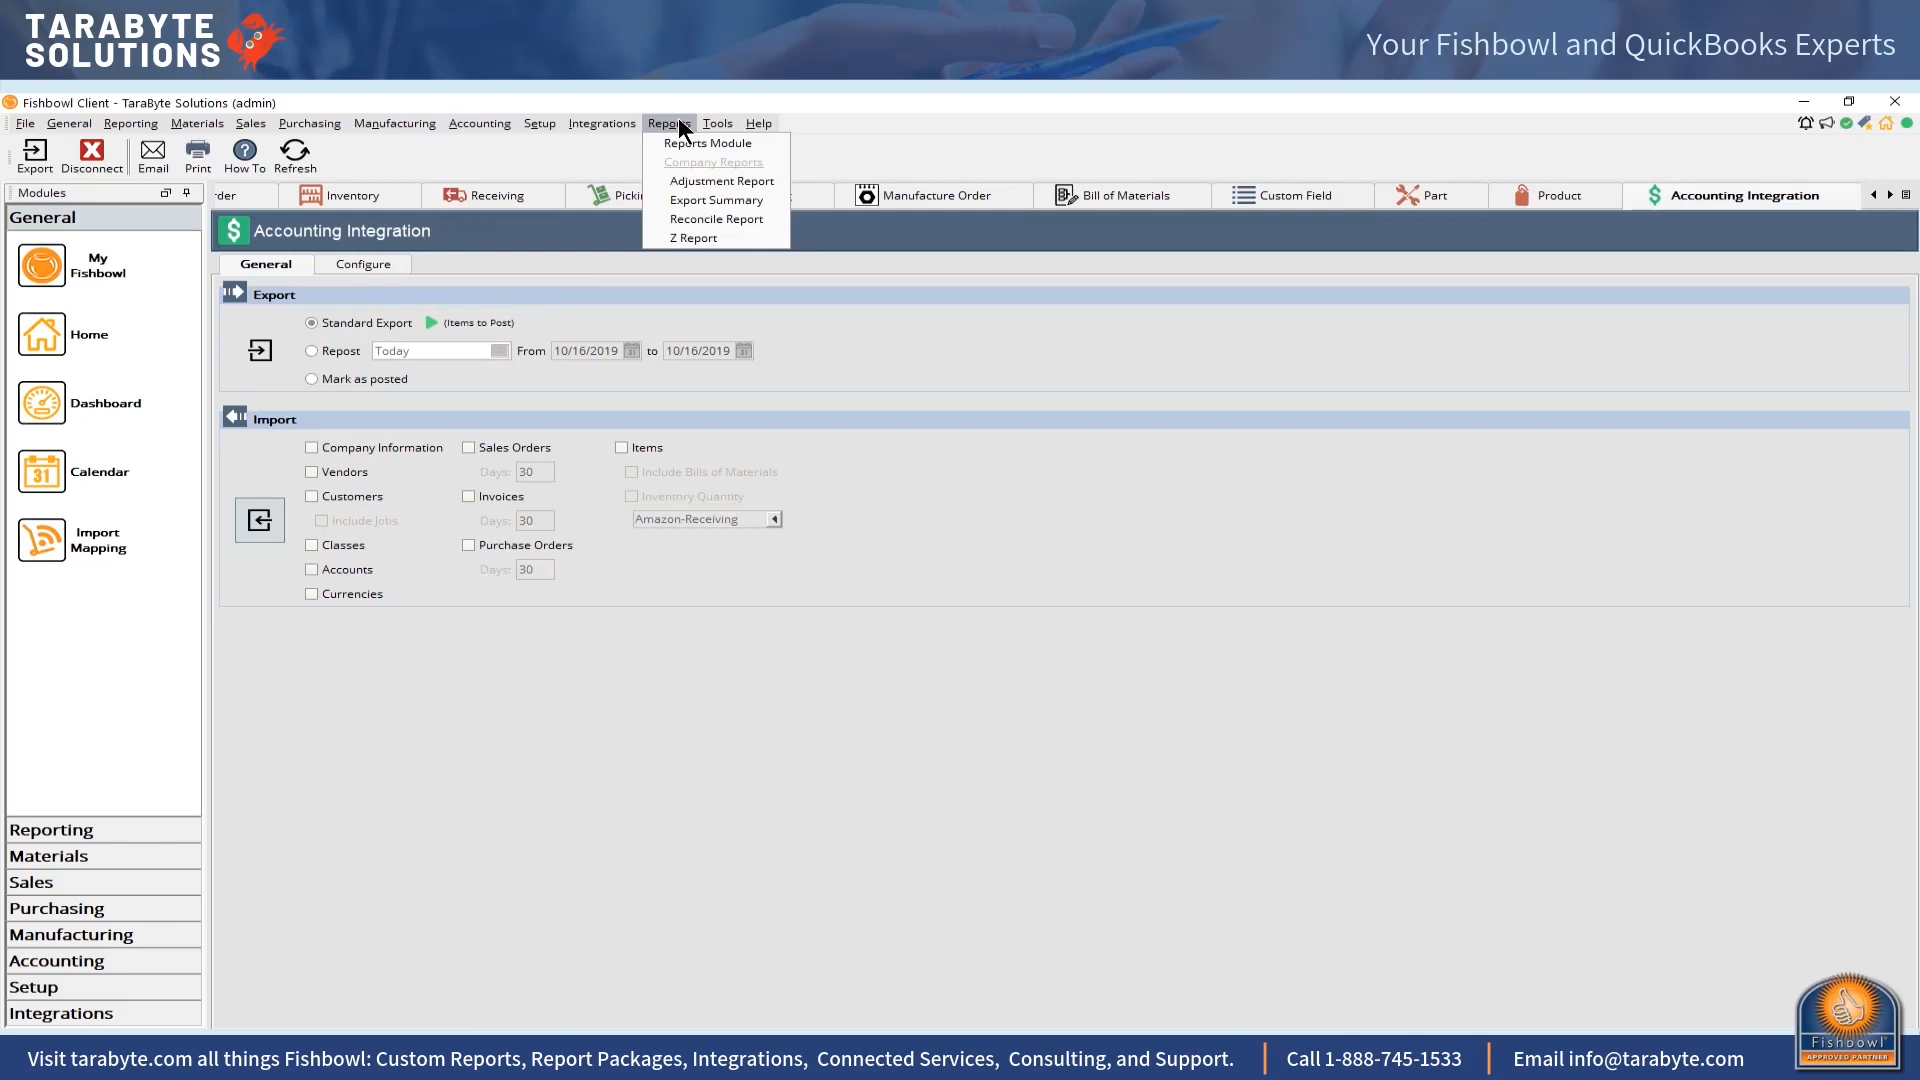 TARABYTE
SOLUTIONS
Your Fishbowl and QuickBooks Experts
Fishbowl Client - TaraByte Solutions (admin)
File General Reporting Materials Sales Purchasing Manufacturing Accounting Setup Integrations Reports Tools Help
Export Disconnect Email Print How To Refresh
Reports Module
Company Reports
Adjustment Report
Export Summary
Reconcile Report
Z Report
Modules
rder Inventory Receiving Manufacture Order Bill of Materials Custom Field Part Product Accounting Integration
General
Accounting Integration
General Configure
My
Fishbowl
Home
Dashboard
31 Calendar
Import
Mapping
Export
Standard Export (Items to Post)
Repost Today From 10/16/2019 31 to 10/16/2019 31
Mark as posted
Import
Company Information Sales Orders Items
Vendors Days: 30 Include Bills of Materials
Customers Invoices Inventory Quantity
Include Jobs Days: 30 Amazon-Receiving
Classes Purchase Orders
Accounts Days: 30
Currencies
Reporting
Materials
Sales
Purchasing
Manufacturing
Accounting
Setup
Integrations
Fishbowl
APPROVED PARTNER
Visit tarabyte.com all things Fishbowl: Custom Reports, Report Packages, Integrations, Connected Services, Consulting, and Support. Call 1-888-745-1533 Email info@tarabyte.com